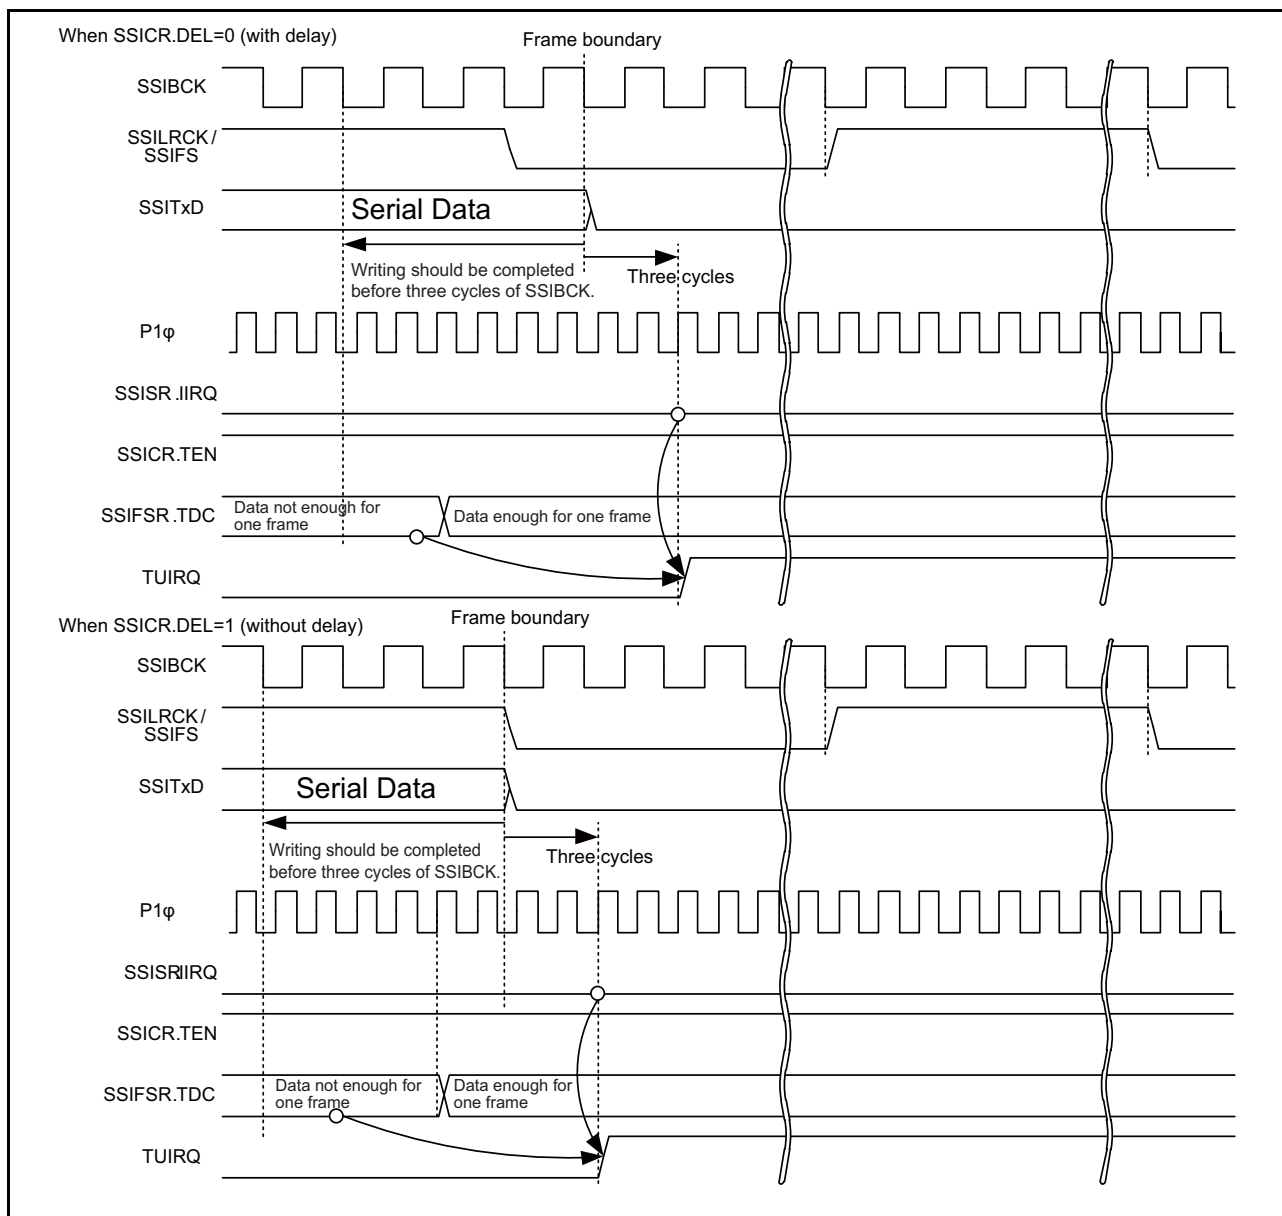 When SSICR.DEL=0 (with delay)
Frame boundary
SSIBCK
SSILRCK/
SSIFS
SSITxD
Serial Data
Writing should be completed
before three cycles of SSIBCK.
Three cycles
P1φ
SSISR.IIRQ
SSICR.TEN
SSIFSR.TDC
Data not enough for
one frame
Data enough for one frame
TUIRQ
When SSICR.DEL=1 (without delay)
Frame boundary
SSIBCK
SSILRCK/
SSIFS
SSITxD
Serial Data
Writing should be completed
before three cycles of SSIBCK.
Three cycles
P1φ
SSISRIIRQ
SSICR.TEN
SSIFSR.TDC
Data not enough for
one frame
Data enough for
one frame
TUIRQ